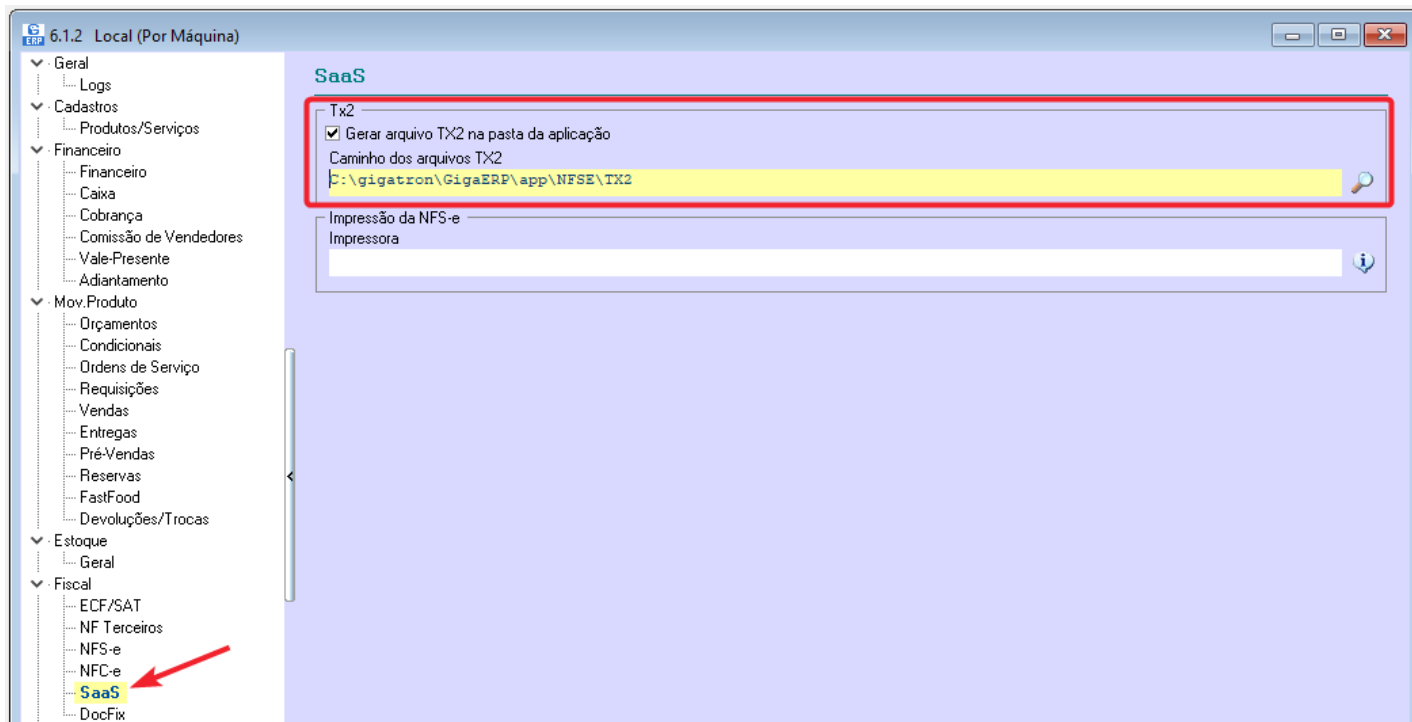 G
ERP
6.1.2 Local (Por Máquina)
Geral
Logs
Cadastros
Produtos/Serviços
Financeiro
Financeiro
Caixa
Cobrança
Comissão de Vendedores
Vale-Presente
Adiantamento
Mov.Produto
Orçamentos
Condicionais
Ordens de Serviço
Requisições
Vendas
Entregas
Pré-Vendas
Reservas
FastFood
Devoluções/Trocas
Estoque
Geral
Fiscal
ECF/SAT
NF Terceiros
NFS-e
NFC-e
SaaS
DocFix
SaaS
Tx2
Gerar arquivo TX2 na pasta da aplicação
Caminho dos arquivos TX2
C:\gigatron\GigaERP\app\NFSE\TX2
Impressão da NFS-e
Impressora